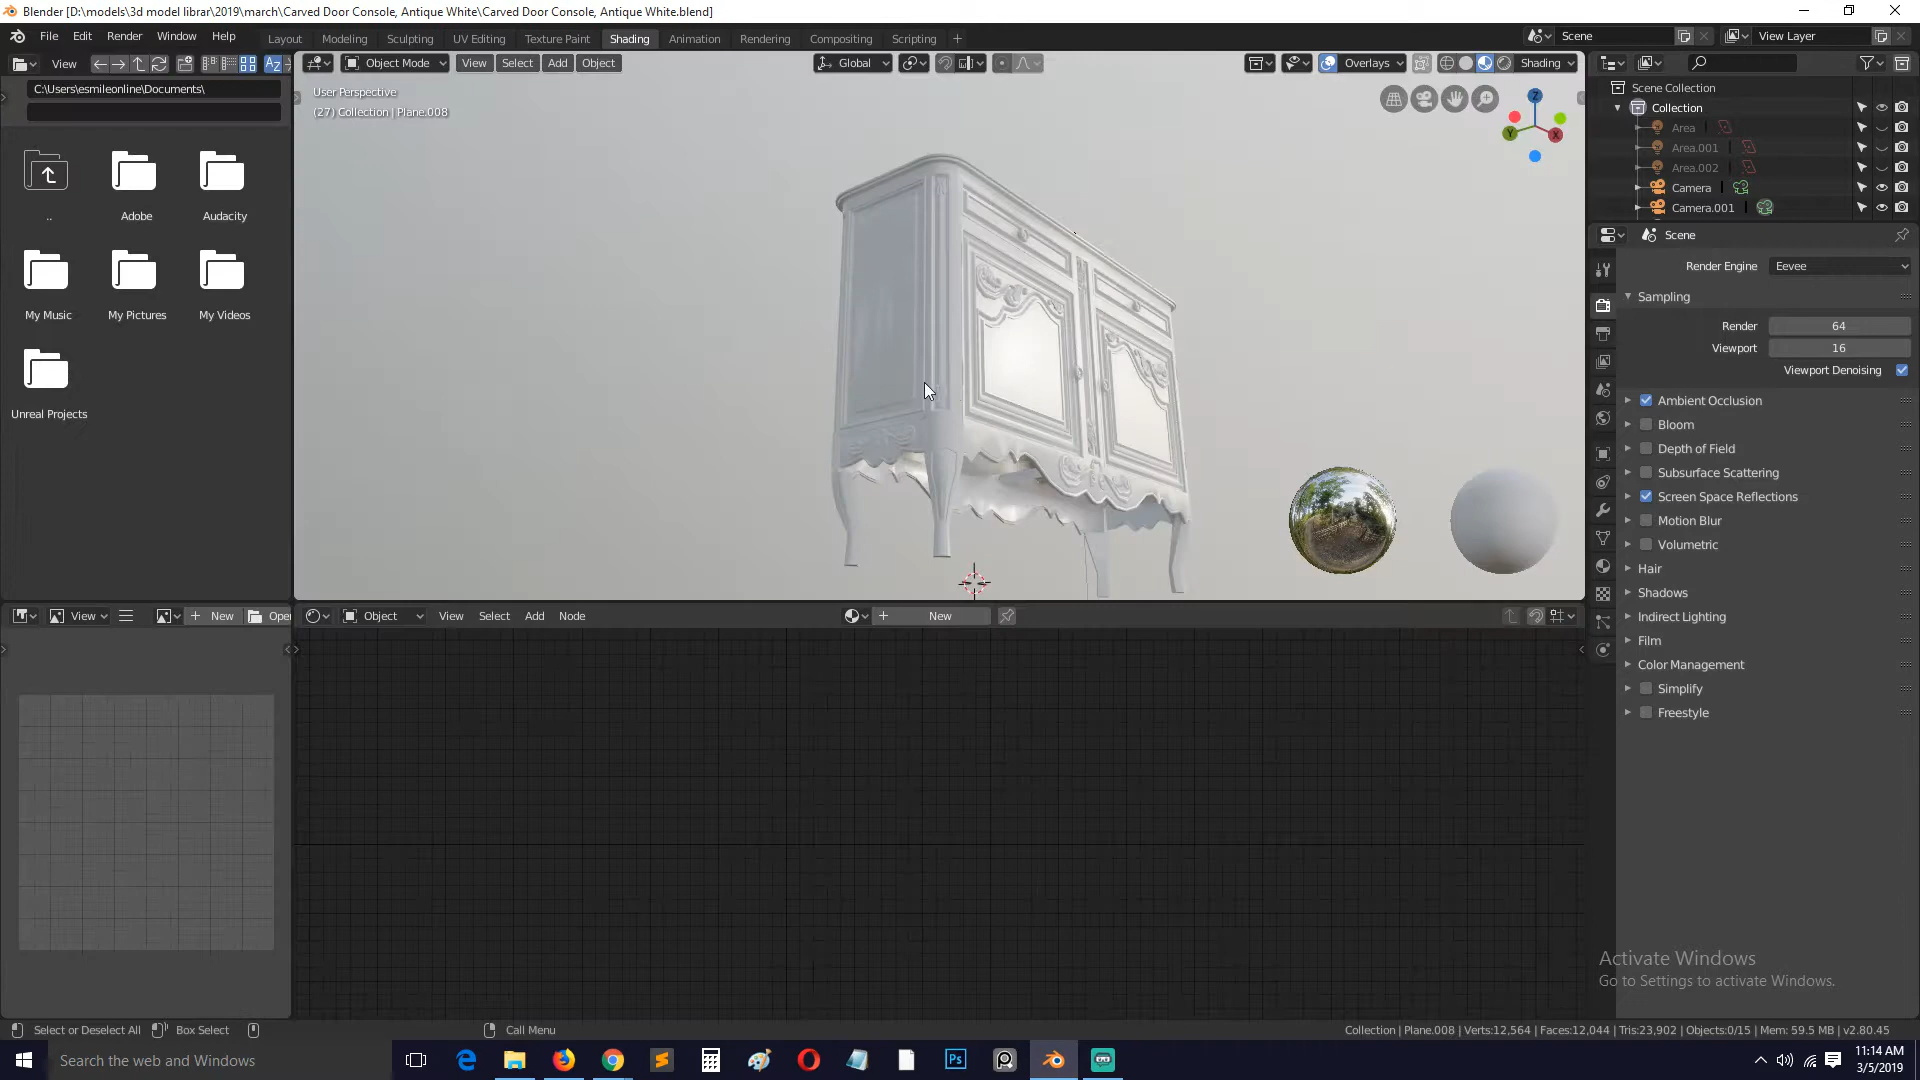 Blender [D:\models\3d model librar\2019\march\Carved Door Console, Antique White\Carved Door Console, Antique White.blend]
File Edit Render Window Help Layout Modeling Sculpting UV Editing Texture Paint Shading Animation Rendering Compositing Scripting + Scene View Layer
View
Object Mode View Select Add Object Global Overlays Shading
C:\Users\esmileonline\Documents\
User Perspective
(27) Collection | Plane.008
.. Adobe Audacity
My Music My Pictures My Videos
Unreal Projects
Scene Collection
Collection
Area
Area.001
Area.002
Camera
Camera.001
Scene
Render Engine Eevee
Sampling
Render 64
Viewport 16
Viewport Denoising
Ambient Occlusion
Bloom
Depth of Field
Subsurface Scattering
Screen Space Reflections
Motion Blur
Volumetric
Hair
Shadows
Indirect Lighting
Film
Color Management
Simplify
Freestyle
View New Open
Object View Select Add Node New
Activate Windows
Go to Settings to activate Windows.
Select or Deselect All Box Select Call Menu Collection | Plane.008 | Verts:12,564 | Faces:12,044 | Tris:23,902 | Objects:0/15 | Mem: 59.5 MB | v2.80.45
Search the web and Windows
11:14 AM
3/5/2019